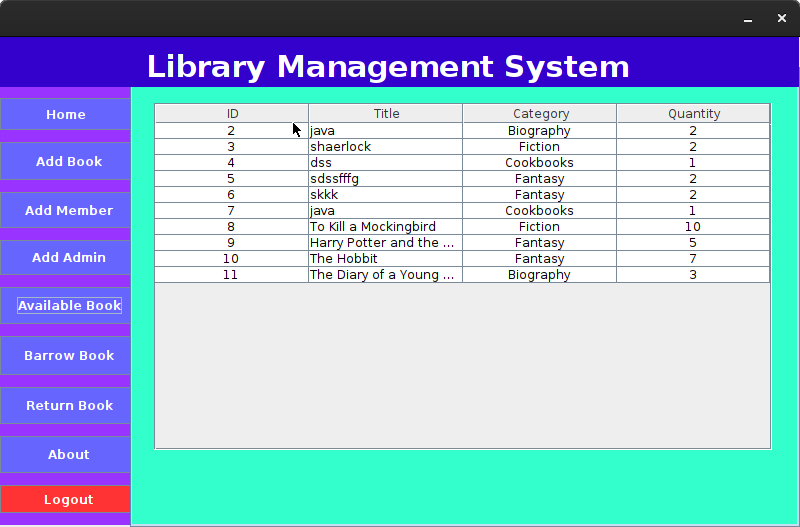 Library Management System
Home
Add Book
Add Member
Add Admin
Available Book
Barrow Book
Return Book
About
Logout
ID Title Category Quantity
2 java Biography 2
3 shaerlock Fiction 2
4 dss Cookbooks 1
5 sdssfffg Fantasy 2
6 skkk Fantasy 2
7 java Cookbooks 1
8 To Kill a Mockingbird Fiction 10
9 Harry Potter and the ... Fantasy 5
10 The Hobbit Fantasy 7
11 The Diary of a Young ... Biography 3